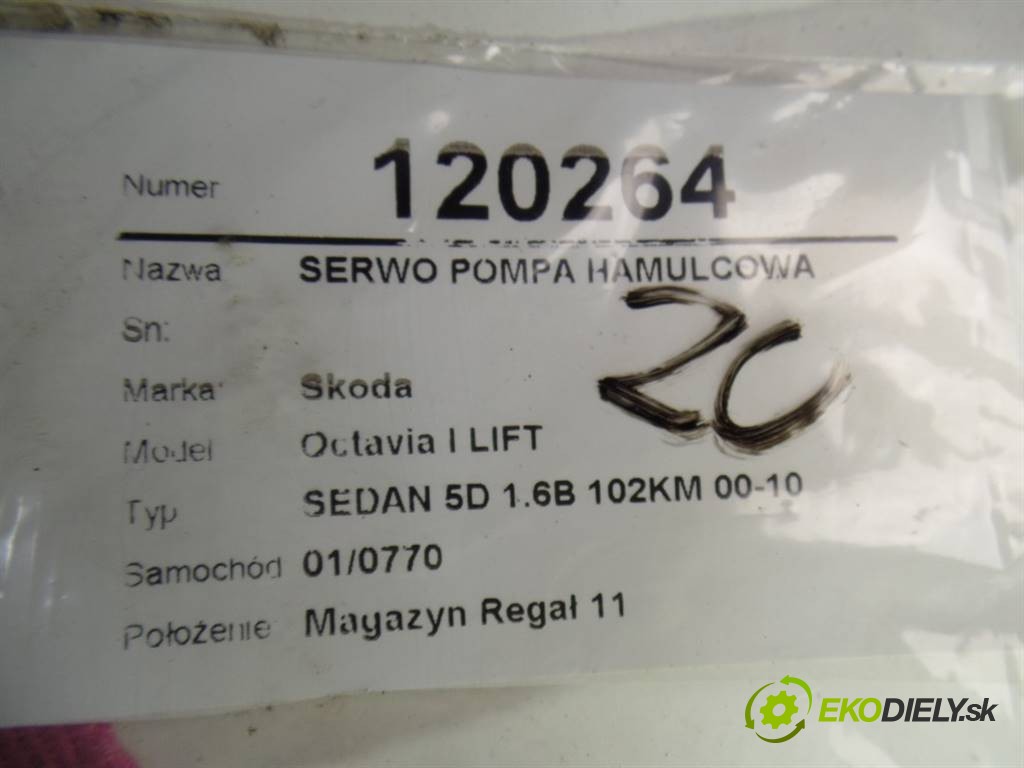 Numer 120264
Nazwa SERWO POMPA HAMULCOWA
Sn:
Marka: Skoda
Model Octavia I LIFT
Typ SEDAN 5D 1.6B 102KM 00-10
Samochód 01/0770
Położenie: Magazyn Regał 11
EKODIELY.sk